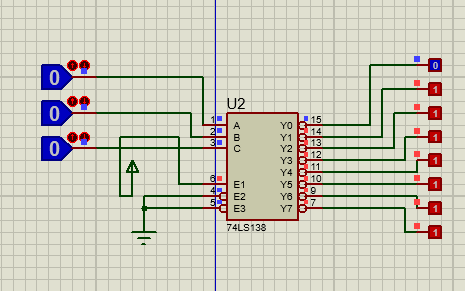 0
0
0
U2
1 A Y0 15 0
2 B Y1 14 1
3 C Y2 13 1
Y3 12 1
Y4 11 1
6 E1 Y5 10 1
4 E2 Y6 9 1
5 E3 Y7 7 1
74LS138